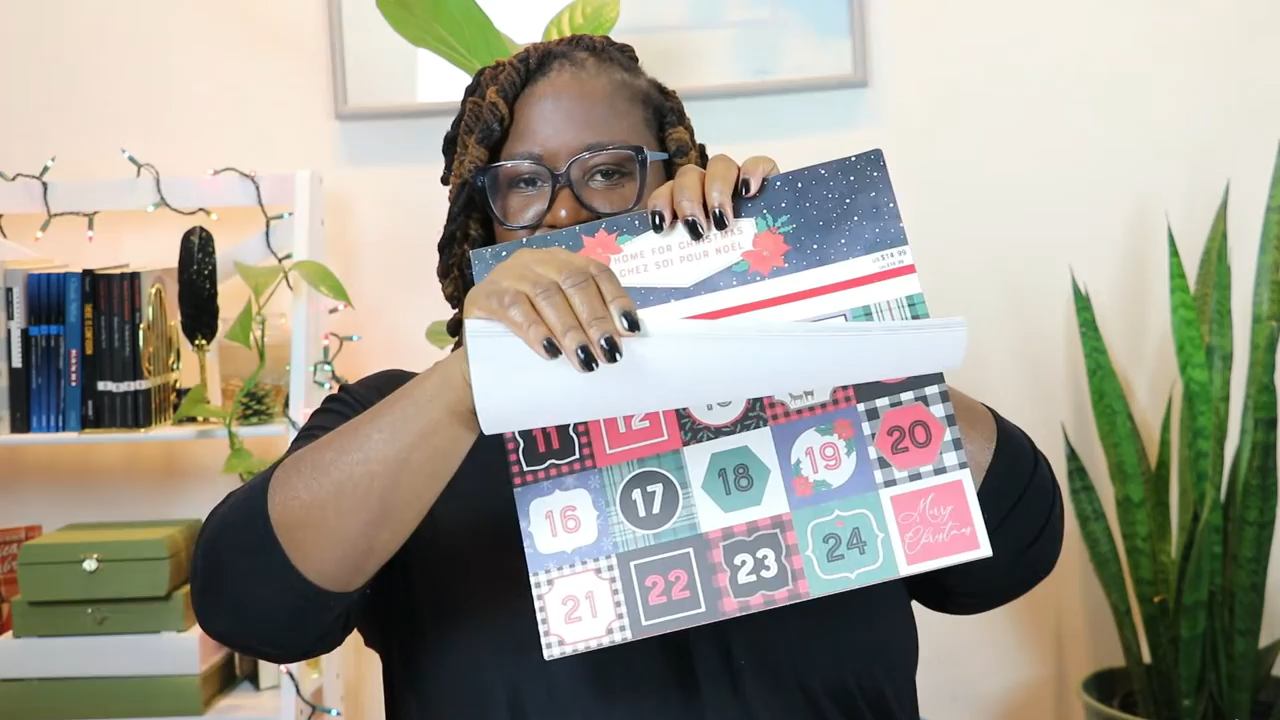 HOME FOR CHRISTMAS
CHEZ SOI POUR NOËL
US $14.99
11
12
16
17
18
19
20
21
22
23
24
Merry
Christmas